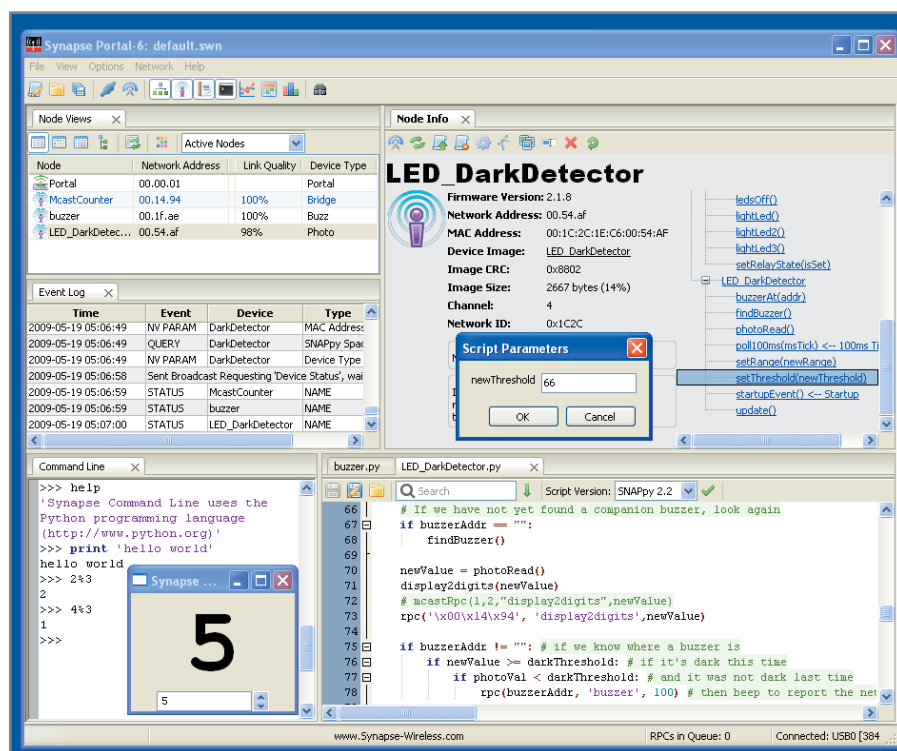 Synapse Portal-6: default.swn
File View Options Network Help
Node Views
Active Nodes
Node Network Address Link Quality Device Type
Portal 00.00.01 Portal
McastCounter 00.14.94 100% Bridge
buzzer 00.1f.ae 100% Buzz
LED_DarkDetec... 00.54.af 98% Photo
Event Log
Time Event Device Type
2009-05-19 05:06:49 NV PARAM DarkDetector MAC Address
2009-05-19 05:06:49 QUERY DarkDetector SNAPpy Spac
2009-05-19 05:06:49 NV PARAM DarkDetector Device Type
2009-05-19 05:06:58 Sent Broadcast Requesting 'Device Status', wai
2009-05-19 05:06:59 STATUS McastCounter NAME
2009-05-19 05:06:59 STATUS buzzer NAME
2009-05-19 05:07:00 STATUS LED_DarkDetector NAME
Node Info
LED_DarkDetector
Firmware Version: 2.1.8
Network Address: 00.54.af
MAC Address: 00:1C:2C:1E:C6:00:54:AF
Device Image: LED_DarkDetector
Image CRC: 0x8802
Image Size: 2667 bytes (14%)
Channel: 4
Network ID: 0x1C2C
ledsOff()
lightLed()
lightLed2()
lightLed3()
setRelayState(isSet)
LED_DarkDetector
buzzerAt(addr)
findBuzzer()
photoRead()
poll100ms(msTick) <-- 100ms Ti
setRange(newRange)
setThreshold(newThreshold)
startupEvent() <-- Startup
update()
Script Parameters
newThreshold 66
OK Cancel
Command Line
>>> help
'Synapse Command Line uses the
Python programming language
(http://www.python.org)'
>>> print 'hello world'
hello world
>>> 2%3
2
>>> 4%3
1
>>>
Synapse ...
5
5
buzzer.py LED_DarkDetector.py
Search Script Version: SNAPpy 2.2
66 # If we have not yet found a companion buzzer, look again
67 if buzzerAddr == "":
68 findBuzzer()
69
70 newValue = photoRead()
71 display2digits(newValue)
72 # mcastRpc(1,2,"display2digits",newValue)
73 rpc('\x00\x14\x94', 'display2digits',newValue)
74
75 if buzzerAddr != "": # if we know where a buzzer is
76 if newValue >= darkThreshold: # if it's dark this time
77 if photoVal < darkThreshold: # and it was not dark last time
78 rpc(buzzerAddr, 'buzzer', 100) # then beep to report the new
www.Synapse-Wireless.com RPCs in Queue: 0 Connected: USB0 [384